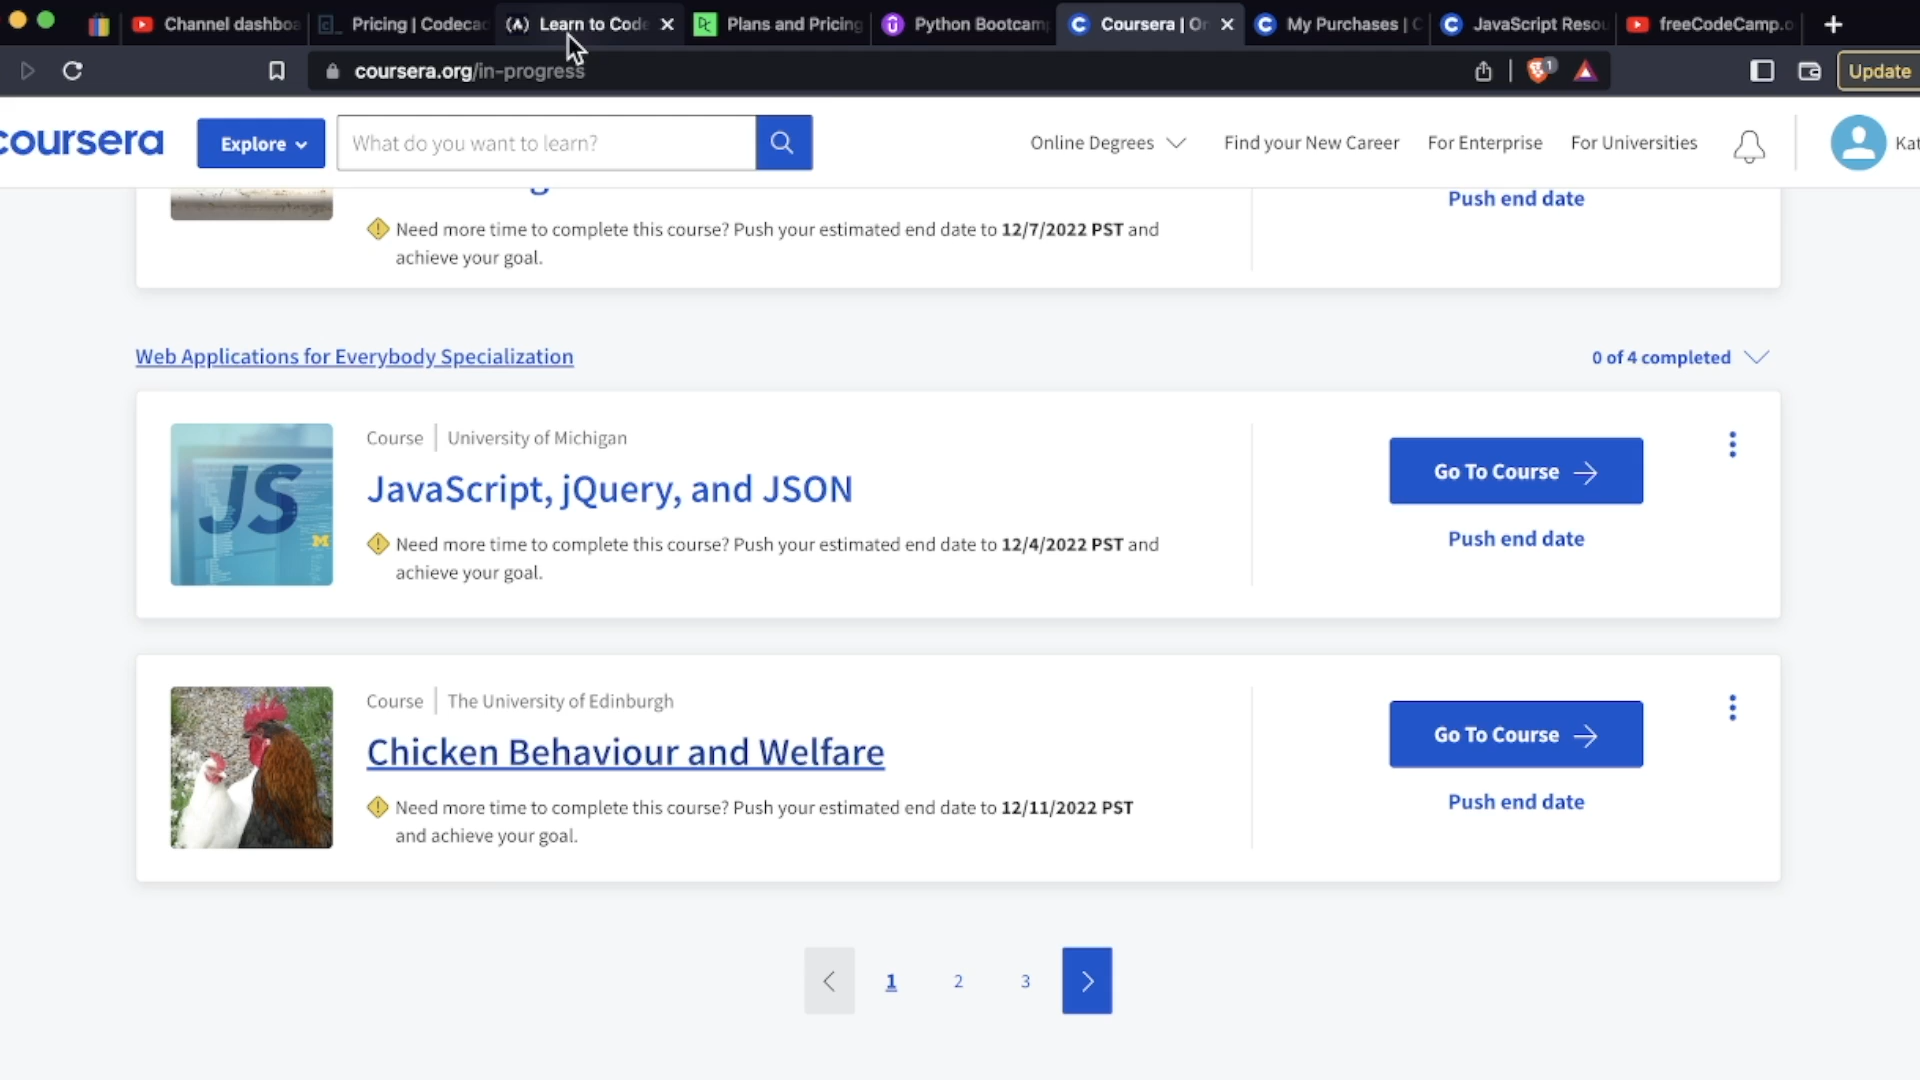 Channel dashboa
Pricing | Codecad
Learn to Code
Plans and Pricing
Python Bootcam
Coursera | On
My Purchases | C
JavaScript Resou
freeCodeCamp.o
coursera.org/in-progress
1
Update
coursera
Explore
What do you want to learn?
Online Degrees
Find your New Career
For Enterprise
For Universities
Kat
Push end date
Need more time to complete this course? Push your estimated end date to 12/7/2022 PST and
achieve your goal.
Web Applications for Everybody Specialization
0 of 4 completed
JS
M
Course | University of Michigan
JavaScript, jQuery, and JSON
Need more time to complete this course? Push your estimated end date to 12/4/2022 PST and
achieve your goal.
Go To Course
Push end date
Course | The University of Edinburgh
Chicken Behaviour and Welfare
Need more time to complete this course? Push your estimated end date to 12/11/2022 PST
and achieve your goal.
Go To Course
Push end date
1 2 3